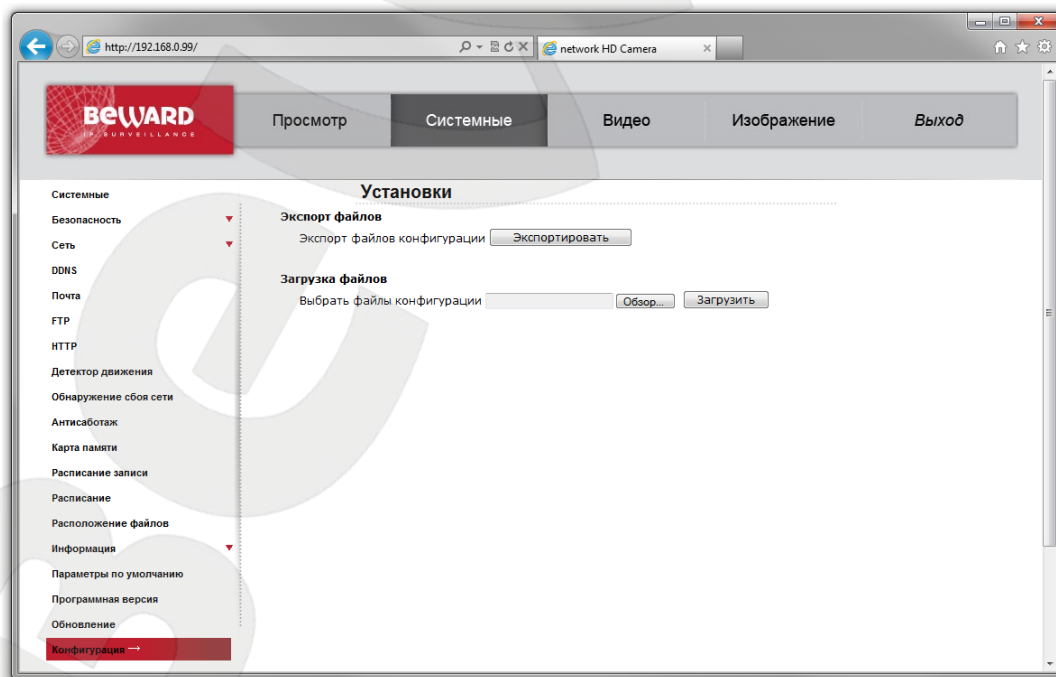 http://192.168.0.99/
network HD Camera
BEWARD
IP SURVEILLANCE
Просмотр
Системные
Видео
Изображение
Выход
Системные
Безопасность
Сеть
DDNS
Почта
FTP
HTTP
Детектор движения
Обнаружение сбоя сети
Антисаботаж
Карта памяти
Расписание записи
Расписание
Расположение файлов
Информация
Параметры по умолчанию
Программная версия
Обновление
Конфигурация →
Установки
Экспорт файлов
Экспорт файлов конфигурации Экспортировать
Загрузка файлов
Выбрать файлы конфигурации Обзор... Загрузить